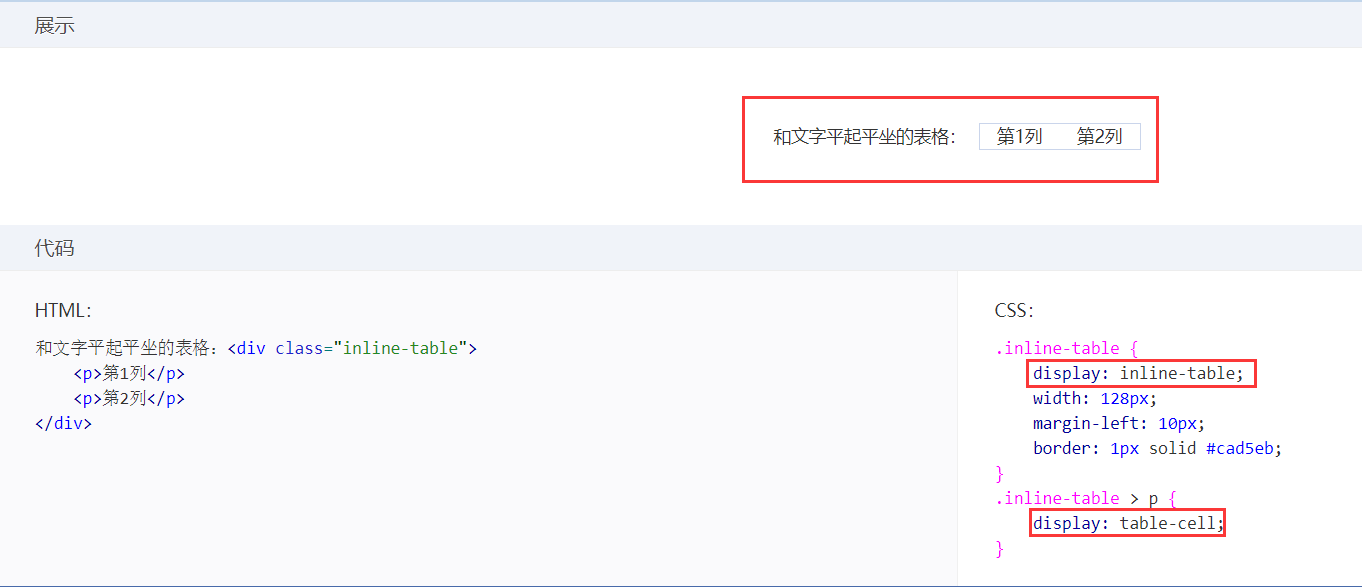 展示
和文字平起平坐的表格： 第1列 第2列
代码
HTML：
和文字平起平坐的表格：<div class="inline-table">
    <p>第1列</p>
    <p>第2列</p>
</div>
CSS：
.inline-table {
    display: inline-table;
    width: 128px;
    margin-left: 10px;
    border: 1px solid #cad5eb;
}
.inline-table > p {
    display: table-cell;
}